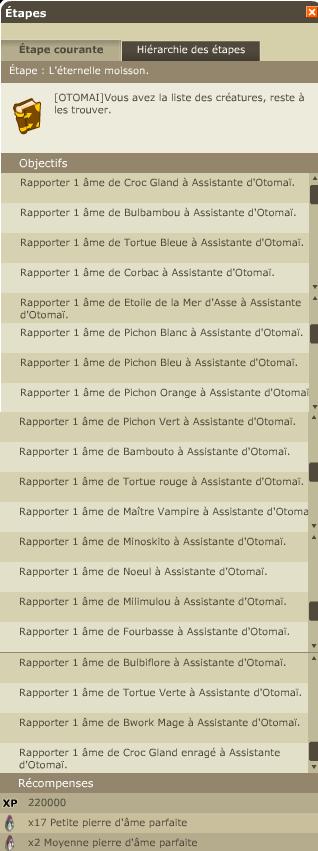 Étapes
Étape courante
Hiérarchie des étapes
Étape : L'éternelle moisson.
[OTOMAI]Vous avez la liste des créatures, reste à
les trouver.
Objectifs
Rapporter 1 âme de Croc Gland à Assistante d'Otomaï.
Rapporter 1 âme de Bulbambou à Assistante d'Otomaï.
Rapporter 1 âme de Tortue Bleue à Assistante d'Otomaï.
Rapporter 1 âme de Corbac à Assistante d'Otomaï.
Rapporter 1 âme de Etoile de la Mer d'Asse à Assistante
d'Otomaï.
Rapporter 1 âme de Pichon Blanc à Assistante d'Otomaï.
Rapporter 1 âme de Pichon Bleu à Assistante d'Otomaï.
Rapporter 1 âme de Pichon Orange à Assistante d'Otomaï
Rapporter 1 âme de Pichon Vert à Assistante d'Otomaï.
Rapporter 1 âme de Bambouto à Assistante d'Otomaï.
Rapporter 1 âme de Tortue rouge à Assistante d'Otomaï.
Rapporter 1 âme de Maître Vampire à Assistante d'Otoma
Rapporter 1 âme de Minoskito à Assistante d'Otomaï.
Rapporter 1 âme de Noeul à Assistante d'Otomaï.
Rapporter 1 âme de Milimulou à Assistante d'Otomaï.
Rapporter 1 âme de Fourbasse à Assistante d'Otomaï.
Rapporter 1 âme de Bulbiflore à Assistante d'Otomaï.
Rapporter 1 âme de Tortue Verte à Assistante d'Otomaï.
Rapporter 1 âme de Bwork Mage à Assistante d'Otomaï.
Rapporter 1 âme de Croc Gland enragé à Assistante
d'Otomaï.
Récompenses
XP 220000
x17 Petite pierre d'âme parfaite
x2 Moyenne pierre d'âme parfaite